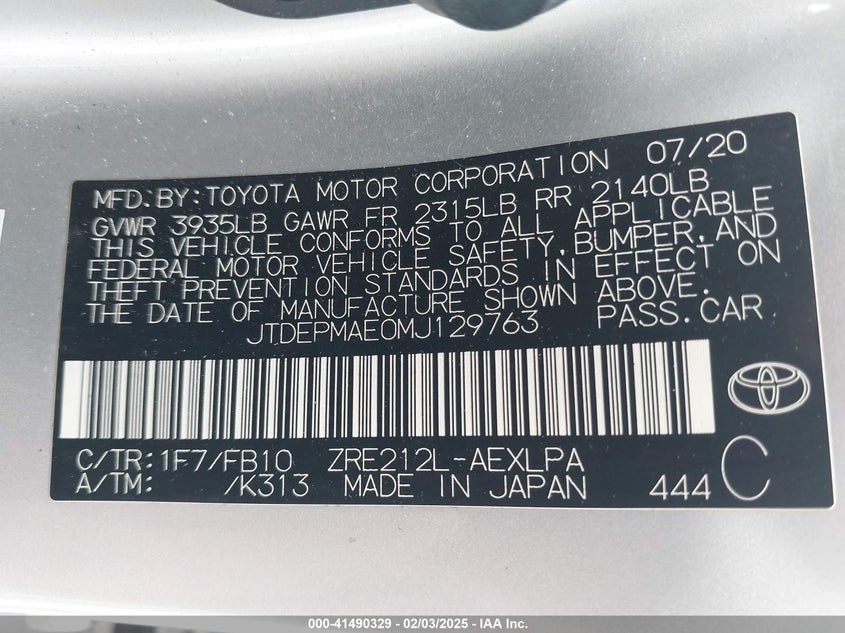 MFD.BY:TOYOTA MOTOR CORPORATION 07/20
GVWR 3935LB GAWR FR 2315LB RR 2140LB
THIS VEHICLE CONFORMS TO ALL APPLICABLE
FEDERAL MOTOR VEHICLE SAFETY,BUMPER,AND
THEFT PREVENTION STANDARDS IN EFFECT ON
THE DATE OF MANUFACTURE SHOWN ABOVE.
JTDEPMAE0MJ129763 PASS.CAR
C/TR:1F7/FB10 ZRE212L-AEXLPA
A/TM: /K313 MADE IN JAPAN 444 C
000-41490329 - 02/03/2025 - IAA Inc.